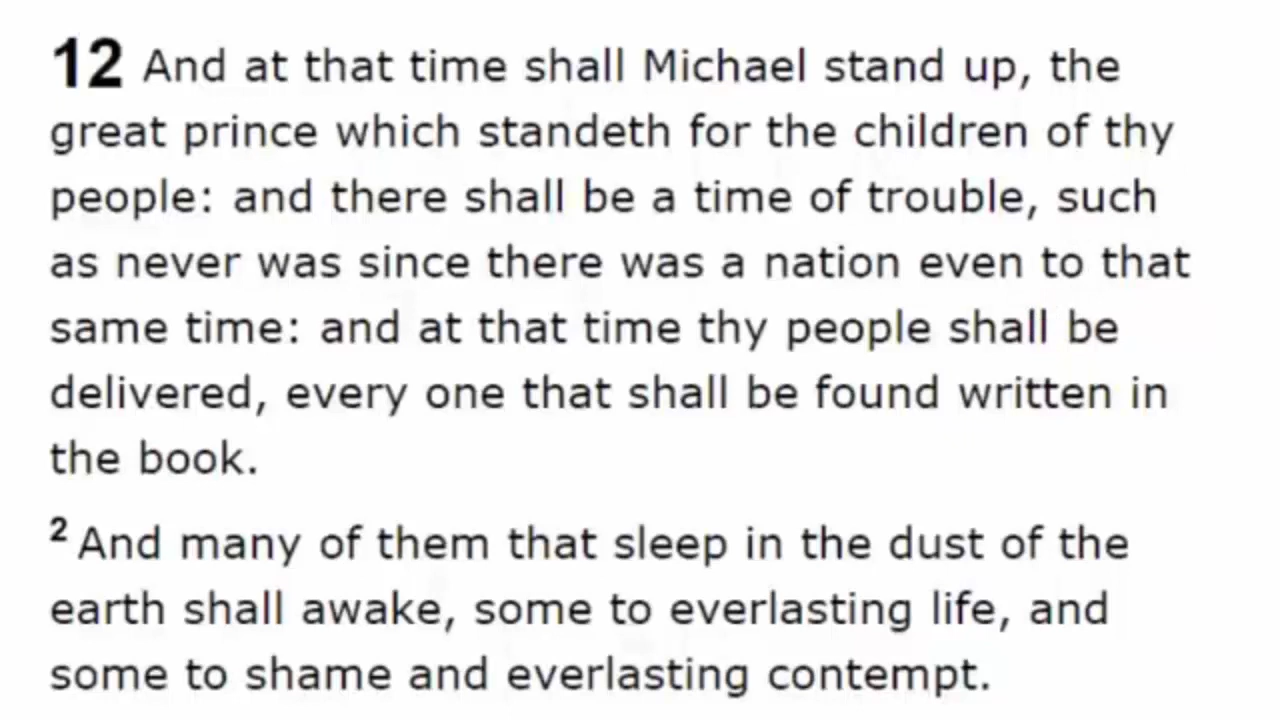 12 And at that time shall Michael stand up, the
great prince which standeth for the children of thy
people: and there shall be a time of trouble, such
as never was since there was a nation even to that
same time: and at that time thy people shall be
delivered, every one that shall be found written in
the book.
2 And many of them that sleep in the dust of the
earth shall awake, some to everlasting life, and
some to shame and everlasting contempt.